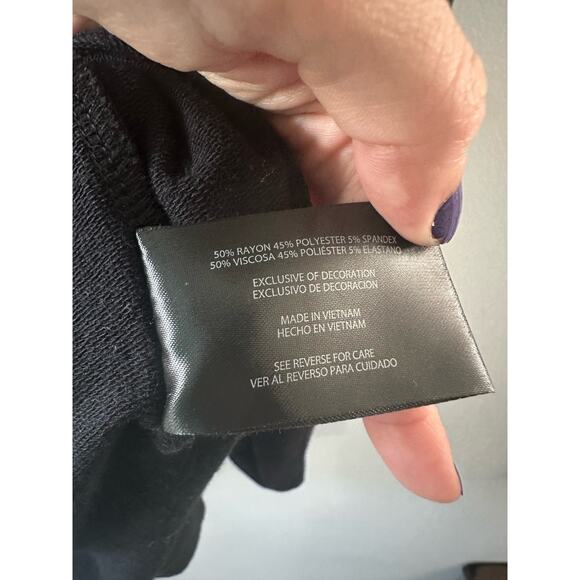 50% RAYON 45% POLYESTER 5% SPANDEX
50% VISCOSA 45% POLIÉSTER 5% ELASTANO
EXCLUSIVE OF DECORATION
EXCLUSIVO DE DECORACION
MADE IN VIETNAM
HECHO EN VIETNAM
SEE REVERSE FOR CARE
VER AL REVERSO PARA CUIDADO